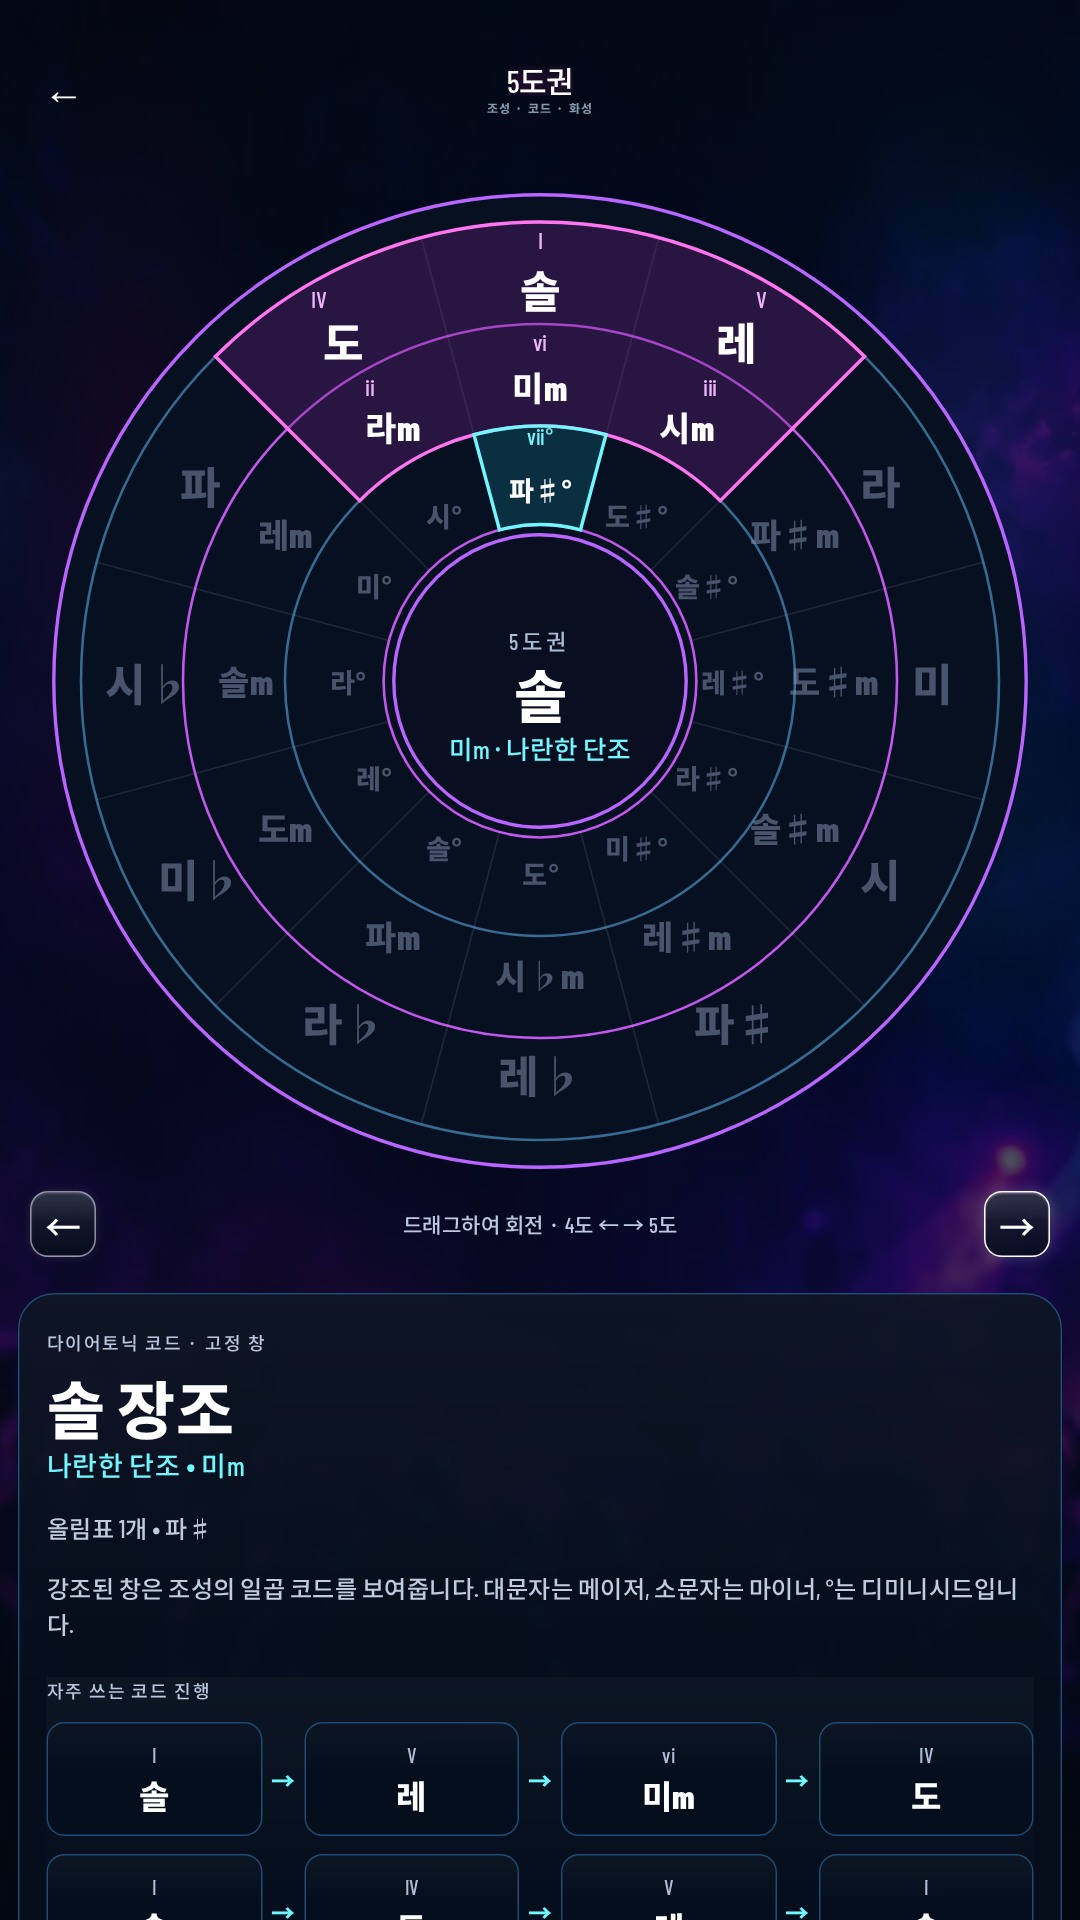 ←
5도권
조성 · 코드 · 화성
I
솔
IV
도
V
레
vi
미m
ii
라m
iii
시m
vii°
파♯°
파
라
레m
파♯m
시°
도♯°
미°
솔♯°
시♭
솔m
라°
레♯°
도♯m
미
5도권
솔
미m · 나란한 단조
레°
라♯°
도m
솔♯m
미♭
시
솔°
미♯°
도°
파m
레♯m
시♭m
라♭
파♯
레♭
←
드래그하여 회전 · 4도 ← → 5도
→
다이어토닉 코드 · 고정 창
솔 장조
나란한 단조 • 미m
올림표 1개 • 파♯
강조된 창은 조성의 일곱 코드를 보여줍니다. 대문자는 메이저, 소문자는 마이너, °는 디미니시드입니
다.
자주 쓰는 코드 진행
I V vi IV
솔 → 레 → 미m → 도
I IV V I
→ → →